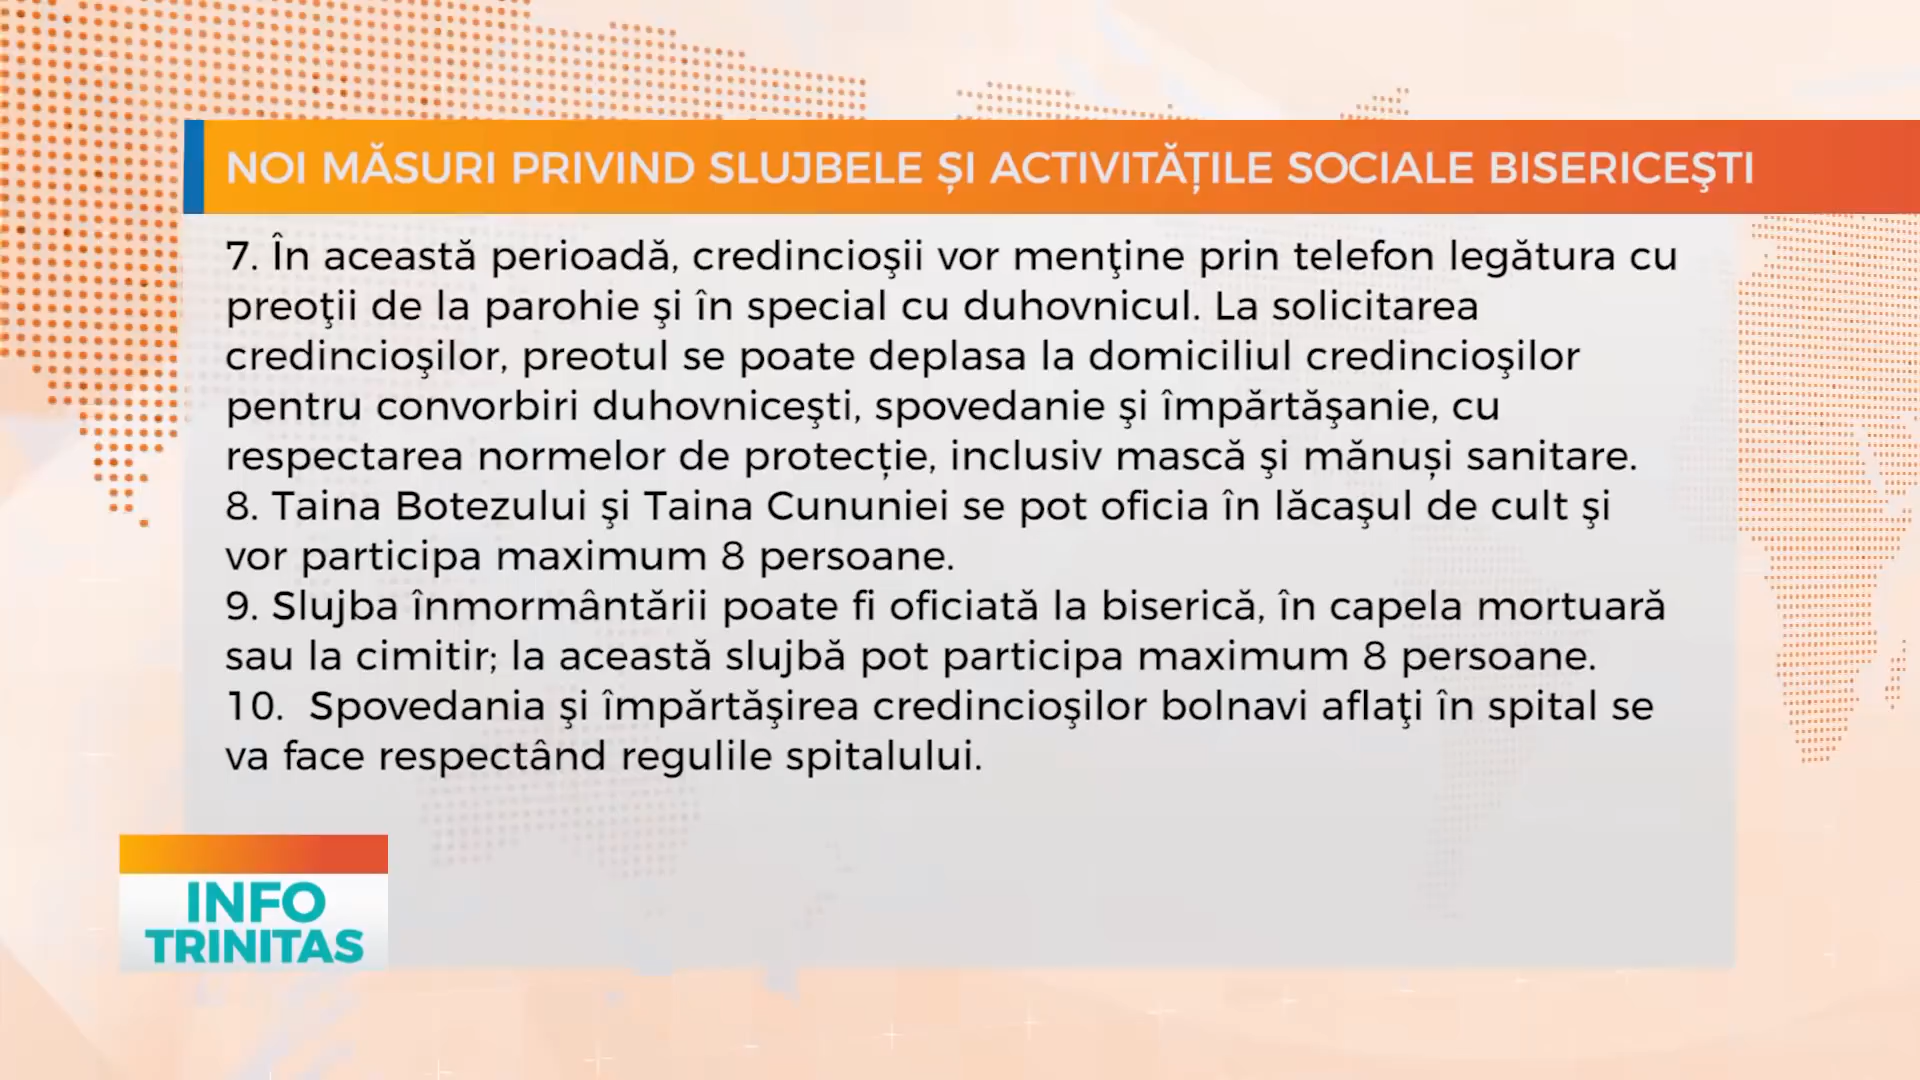 NOI MĂSURI PRIVIND SLUJBELE ȘI ACTIVITĂȚILE SOCIALE BISERICEŞTI
7. În această perioadă, credincioşii vor menţine prin telefon legătura cu
preoţii de la parohie şi în special cu duhovnicul. La solicitarea
credincioşilor, preotul se poate deplasa la domiciliul credincioşilor
pentru convorbiri duhovniceşti, spovedanie şi împărtăşanie, cu
respectarea normelor de protecție, inclusiv mască şi mănuși sanitare.
8. Taina Botezului şi Taina Cununiei se pot oficia în lăcaşul de cult şi
vor participa maximum 8 persoane.
9. Slujba înmormântării poate fi oficiată la biserică, în capela mortuară
sau la cimitir; la această slujbă pot participa maximum 8 persoane.
10.  Spovedania şi împărtăşirea credincioşilor bolnavi aflaţi în spital se
va face respectând regulile spitalului.
INFO
TRINITAS